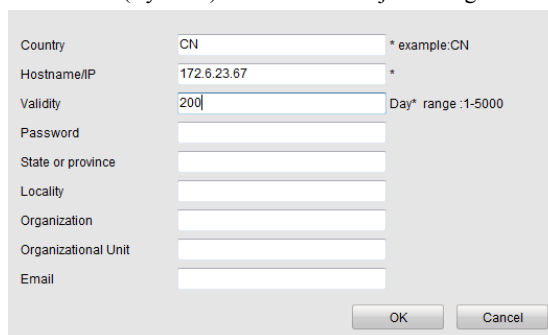 Country CN * example:CN
Hostname/IP 172.6.23.67 *
Validity 200 Day* range :1-5000
Password
State or province
Locality
Organization
Organizational Unit
Email
OK Cancel